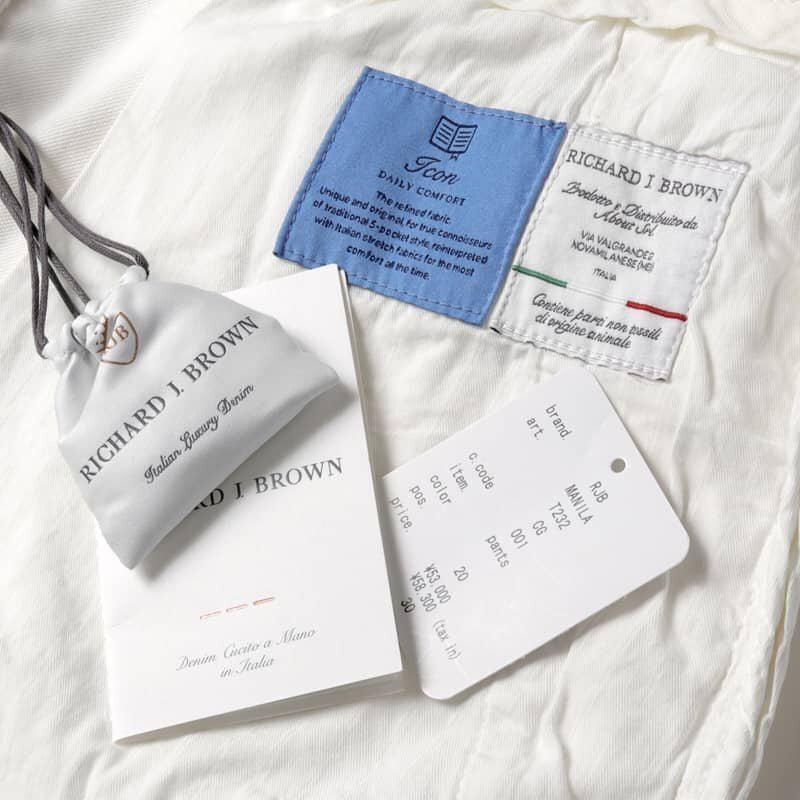 Icon
DAILY COMFORT
The refined fabric.
Unique and original, for true connoisseurs
of traditional 5-pocket style, reinterpreted
with Italian stretch fabrics for the most
comfort all the time.
RICHARD J. BROWN
Prodotto e Distribuito da
About Srl
VIA VALGRANDE 2
NOVA MILANESE (MB)
ITALIA
Contiene parti non tessili
di origine animale
RJB
RICHARD J. BROWN
Italian Luxury Denim
RD J. BROWN
Denim Cucito a Mano
in Italia
brand. RJB
art. MANILA
T232
c.code CG
item. 001
color pants
pos. 20
price. ¥53,000
¥58,300 (tax in)
30